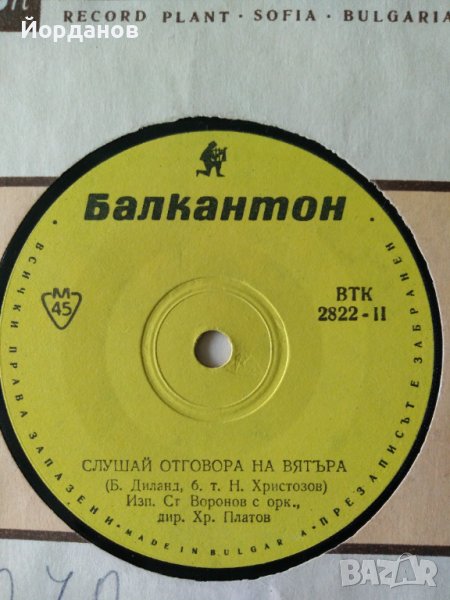 Йорданов
RECORD PLANT · SOFIA · BULGARIA
Балкантон
· ВСИЧКИ ПРАВА ЗАПАЗЕНИ · MADE IN BULGARIA · ПРЕЗАПИСЪТ Е ЗАБРАНЕН ·
М
45
ВТК
2822-II
СЛУШАЙ ОТГОВОРА НА ВЯТЪРА
(Б. Диланд, б. т. Н. Христозов)
Изп. Ст Воронов с орк.,
дир. Хр. Платов
BAZAR